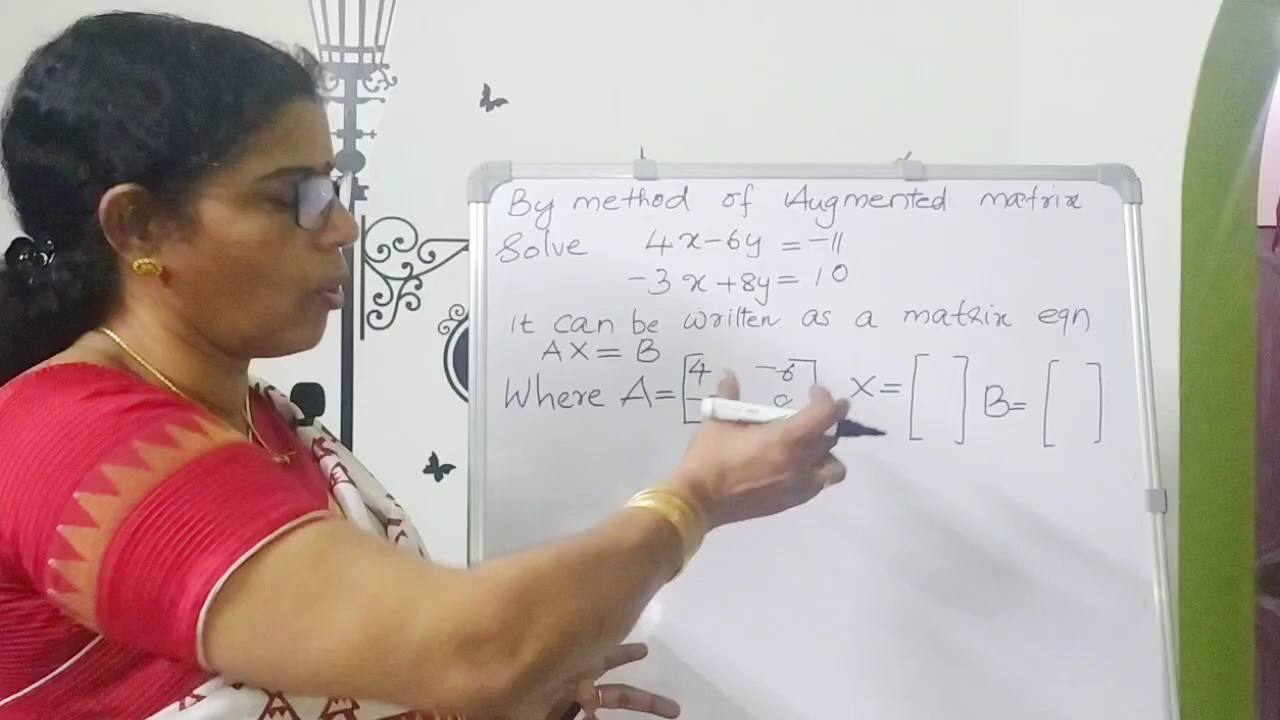 By method of Augmented matrix
Solve 4x-6y = -11
-3x+8y= 10
It can be written as a matrix eqn
AX= B
Where A= [4 -6 X= [ ] B= [ ]